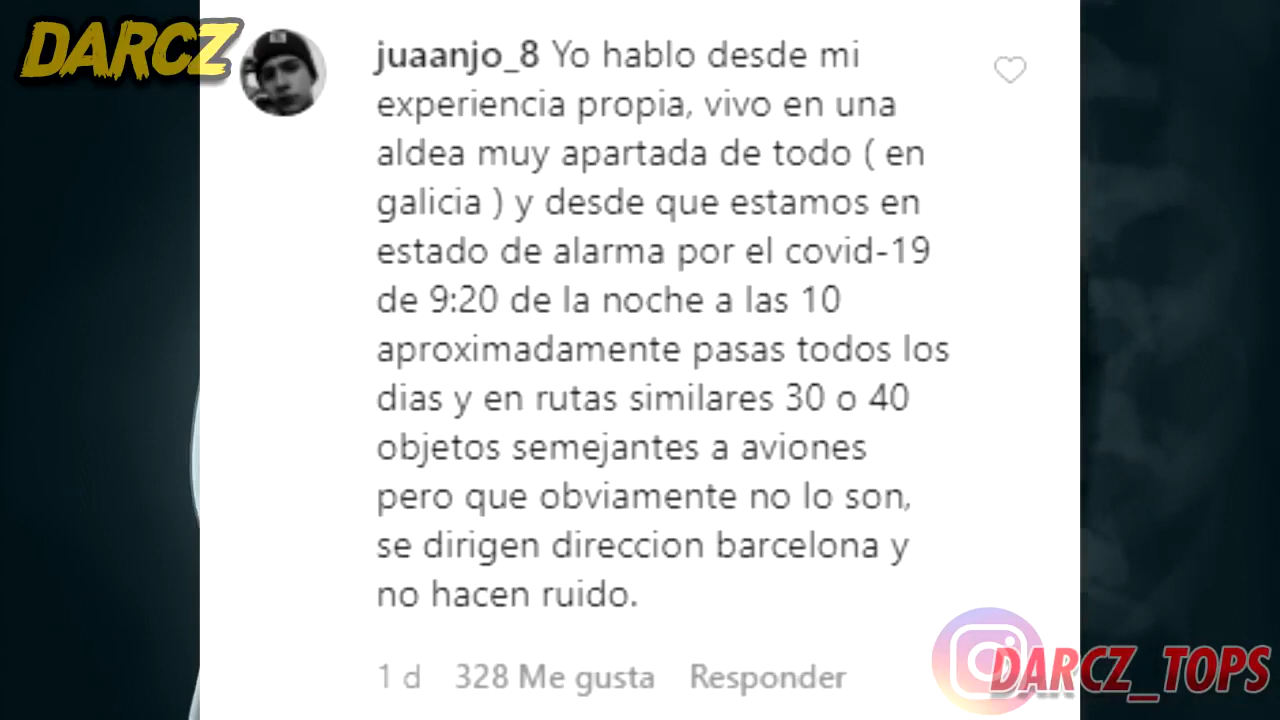 DARCZ
juaanjo_8 Yo hablo desde mi
experiencia propia, vivo en una
aldea muy apartada de todo ( en
galicia ) y desde que estamos en
estado de alarma por el covid-19
de 9:20 de la noche a las 10
aproximadamente pasas todos los
dias y en rutas similares 30 o 40
objetos semejantes a aviones
pero que obviamente no lo son,
se dirigen direccion barcelona y
no hacen ruido.
1 d 328 Me gusta Responder
DARCZ_TOPS